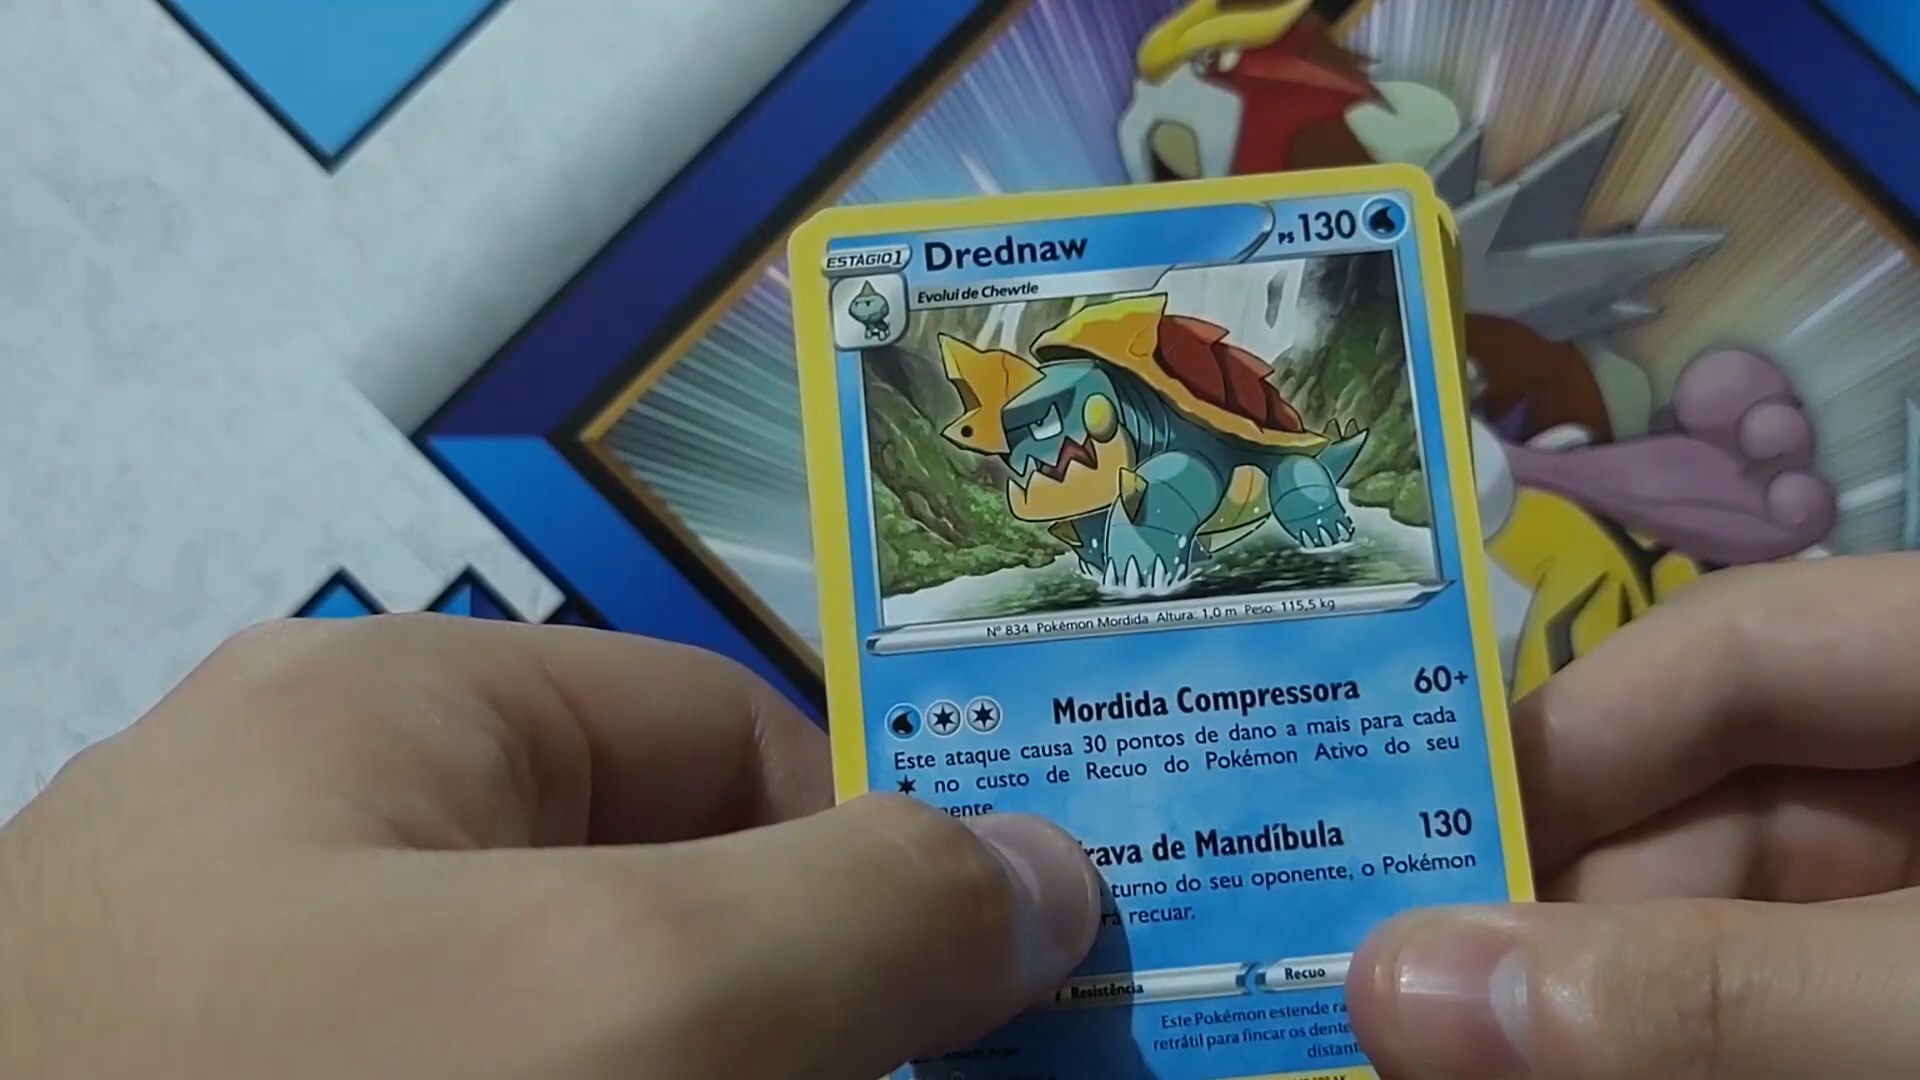 ESTÁGIO 1 Drednaw PS 130
Evolui de Chewtle
Nº 834 Pokémon Mordida Altura: 1,0 m Peso: 115,5 kg
Mordida Compressora 60+
Este ataque causa 30 pontos de dano a mais para cada
no custo de Recuo do Pokémon Ativo do seu
de Mandíbula 130
turno do seu oponente, o Pokémon
recuar.
Resistência Recuo
Este Pokémon estende
retrátil para fincar os